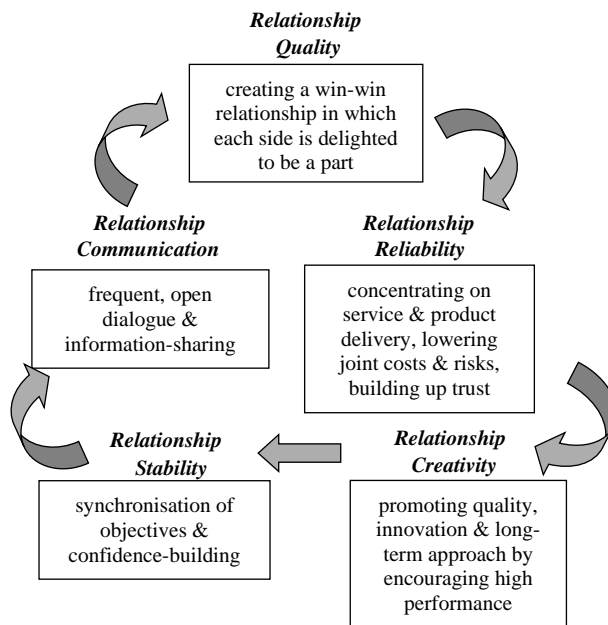 Relationship
Quality
creating a win-win
relationship in which
each side is delighted
to be a part
Relationship
Communication
frequent, open
dialogue &
information-sharing
Relationship
Reliability
concentrating on
service & product
delivery, lowering
joint costs & risks,
building up trust
Relationship
Stability
synchronisation of
objectives &
confidence-building
Relationship
Creativity
promoting quality,
innovation & long-
term approach by
encouraging high
performance